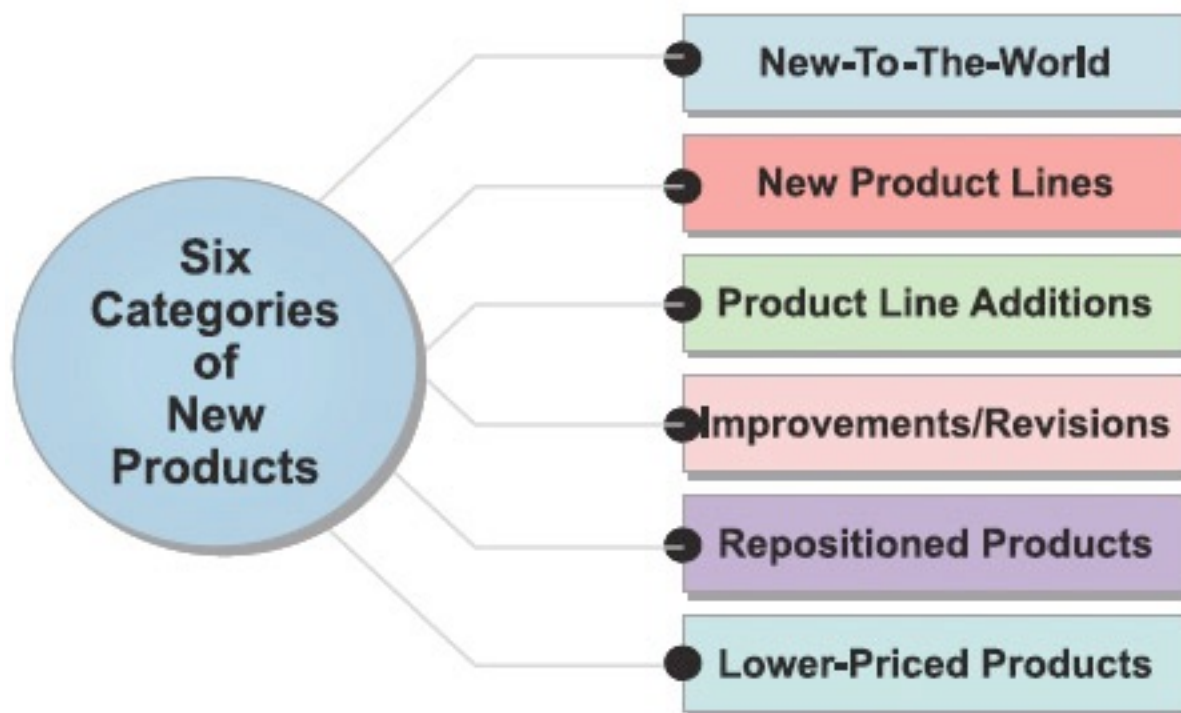 Six
Categories
of
New
Products
New-To-The-World
New Product Lines
Product Line Additions
Improvements/Revisions
Repositioned Products
Lower-Priced Products